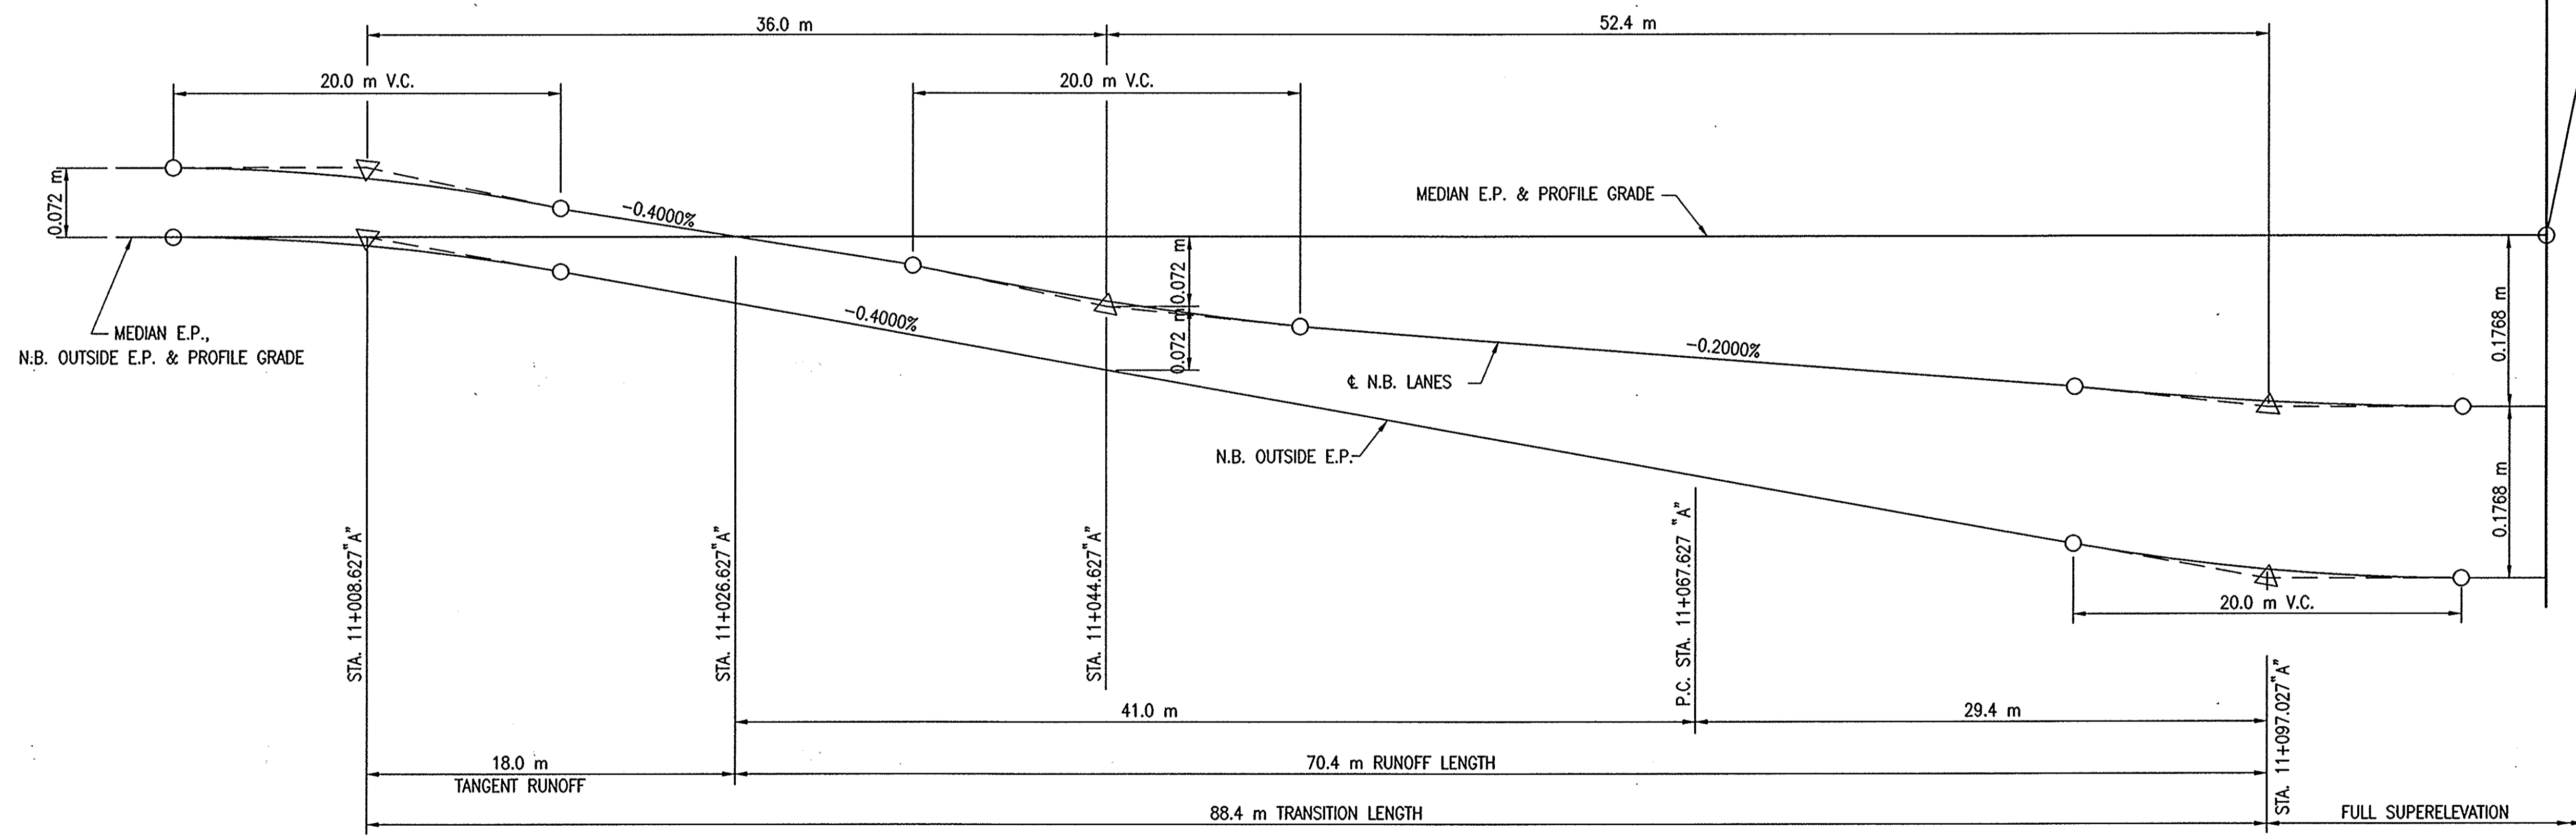 36.0 m
52.4 m
20.0 m V.C.
20.0 m V.C.
0.072 m
-0.4000%
MEDIAN E.P. & PROFILE GRADE
0.072 m
0.072 m
-0.4000%
MEDIAN E.P.,
N.B. OUTSIDE E.P. & PROFILE GRADE
-0.2000%
0.1768 m
℄ N.B. LANES
N.B. OUTSIDE E.P.
0.1768 m
STA. 11+008.627"A"
STA. 11+026.627"A"
STA. 11+044.627"A"
P.C. STA. 11+067.627 "A"
20.0 m V.C.
STA. 11+097.027"A"
41.0 m
29.4 m
18.0 m
TANGENT RUNOFF
70.4 m RUNOFF LENGTH
88.4 m TRANSITION LENGTH
FULL SUPERELEVATION